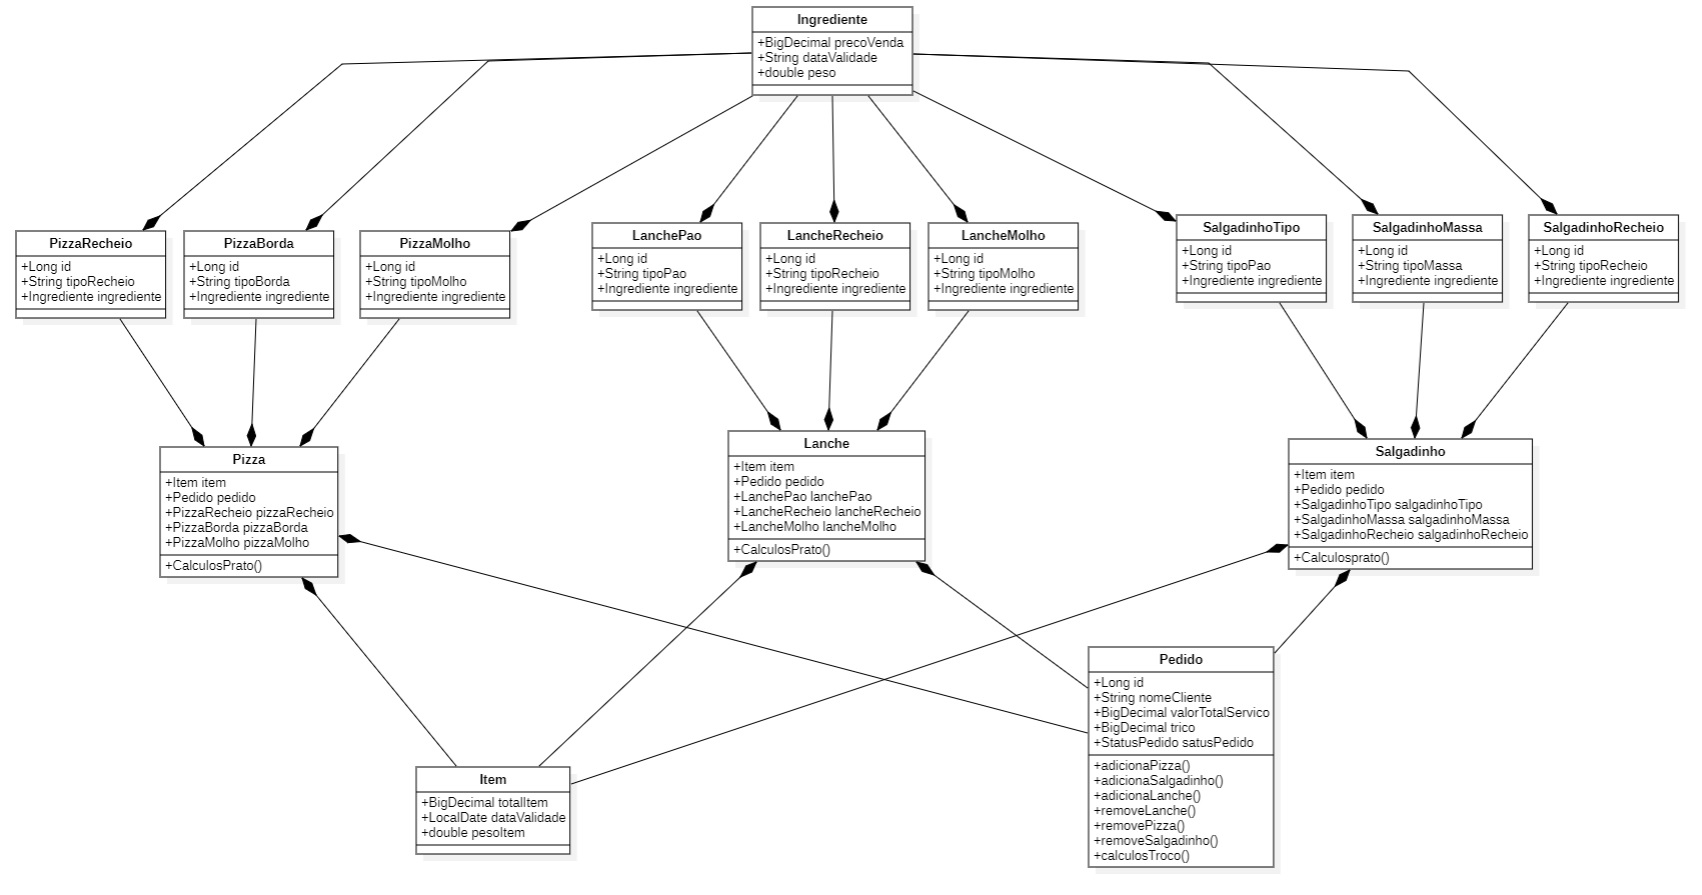 Ingrediente
+BigDecimal precoVenda
+String dataValidade
+double peso
PizzaRecheio
+Long id
+String tipoRecheio
+Ingrediente ingrediente
PizzaBorda
+Long id
+String tipoBorda
+Ingrediente ingrediente
PizzaMolho
+Long id
+String tipoMolho
+Ingrediente ingrediente
LanchePao
+Long id
+String tipoPao
+Ingrediente ingrediente
LancheRecheio
+Long id
+String tipoRecheio
+Ingrediente ingrediente
LancheMolho
+Long id
+String tipoMolho
+Ingrediente ingrediente
SalgadinhoTipo
+Long id
+String tipoPao
+Ingrediente ingrediente
SalgadinhoMassa
+Long id
+String tipoMassa
+Ingrediente ingrediente
SalgadinhoRecheio
+Long id
+String tipoRecheio
+Ingrediente ingrediente
Pizza
+Item item
+Pedido pedido
+PizzaRecheio pizzaRecheio
+PizzaBorda pizzaBorda
+PizzaMolho pizzaMolho
+CalculosPrato()
Lanche
+Item item
+Pedido pedido
+LanchePao lanchePao
+LancheRecheio lancheRecheio
+LancheMolho lancheMolho
+CalculosPrato()
Salgadinho
+Item item
+Pedido pedido
+SalgadinhoTipo salgadinhoTipo
+SalgadinhoMassa salgadinhoMassa
+SalgadinhoRecheio salgadinhoRecheio
+Calculosprato()
Item
+BigDecimal totalItem
+LocalDate dataValidade
+double pesoItem
Pedido
+Long id
+String nomeCliente
+BigDecimal valorTotalServico
+BigDecimal trico
+StatusPedido satusPedido
+adicionaPizza()
+adicionaSalgadinho()
+adicionaLanche()
+removeLanche()
+removePizza()
+removeSalgadinho()
+calculosTroco()